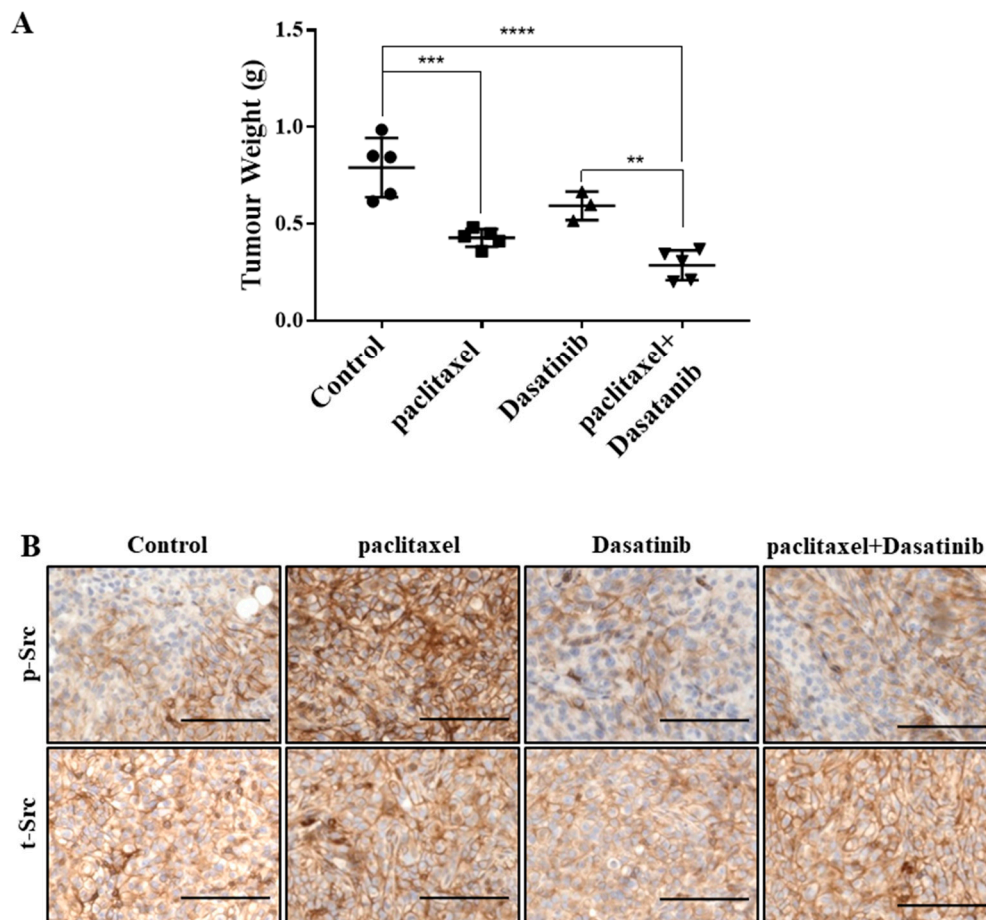 A
Tumour Weight (g)
1.5
1.0
0.5
0.0
****
***
**
Control
paclitaxel
Dasatinib
paclitaxel+
Dasatanib
B
Control
paclitaxel
Dasatinib
paclitaxel+Dasatinib
p-Src
t-Src